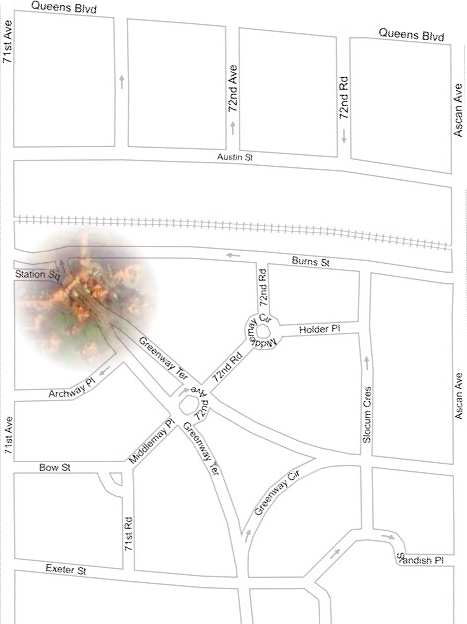 Queens Blvd
Queens Blvd
71st Ave
72nd Ave
72nd Rd
Ascan Ave
Austin St
Burns St
Station Sq
72nd Rd
Middlemay Cir
Holder Pl
Greenway Ter
72nd Rd
Archway Pl
72nd Ave
71st Ave
Slocum Cres
Ascan Ave
Middlemay Pl
Greenway Ter
Bow St
Greenway Cir
71st Rd
Standish Pl
Exeter St